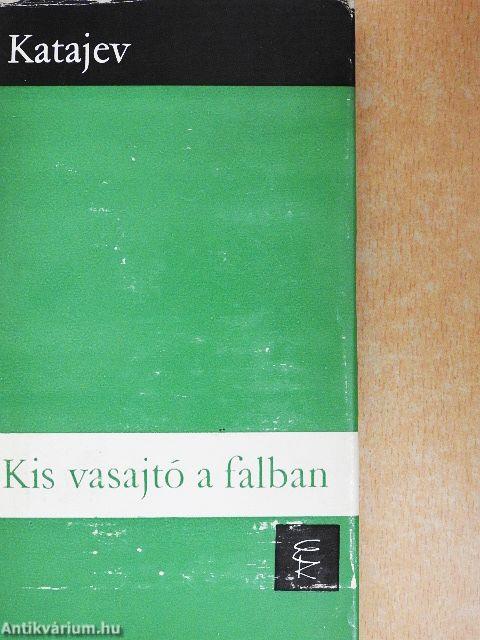 Katajev
Kis vasajtó a falban
Antikvárium.hu